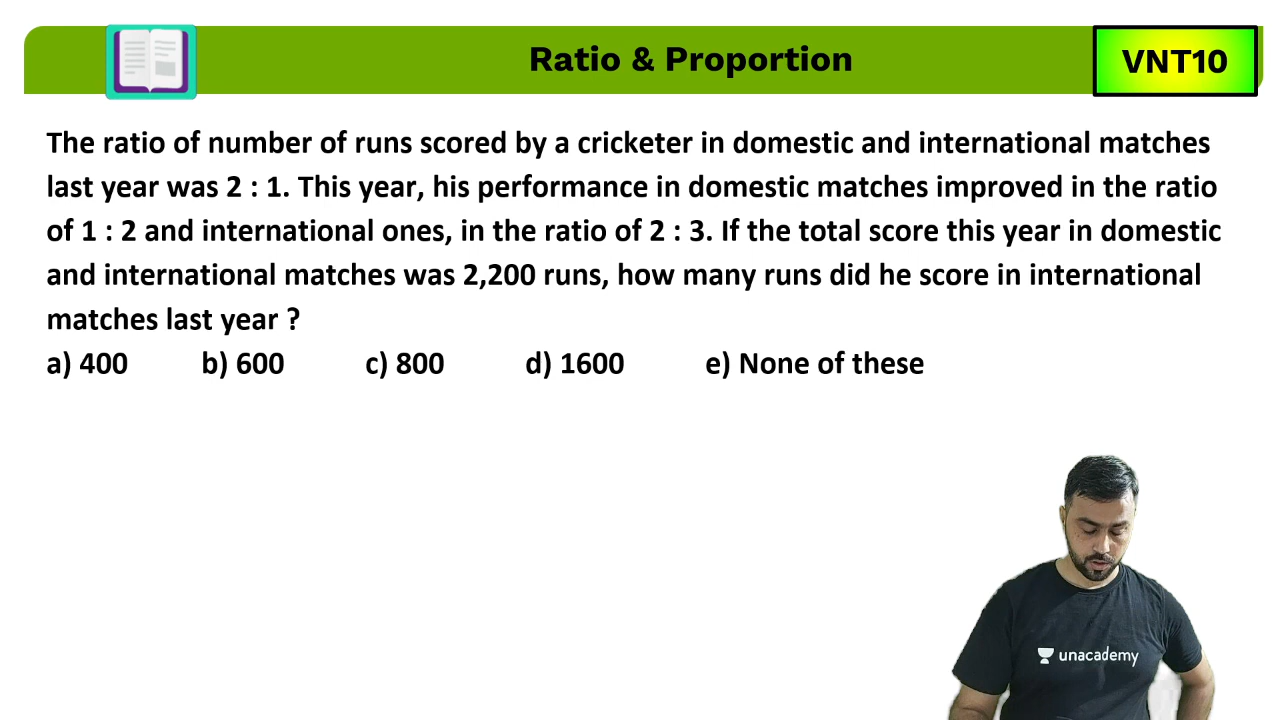 Ratio & Proportion
VNT10
The ratio of number of runs scored by a cricketer in domestic and international matches
last year was 2 : 1. This year, his performance in domestic matches improved in the ratio
of 1 : 2 and international ones, in the ratio of 2 : 3. If the total score this year in domestic
and international matches was 2,200 runs, how many runs did he score in international
matches last year ?
a) 400 b) 600 c) 800 d) 1600 e) None of these
unacademy